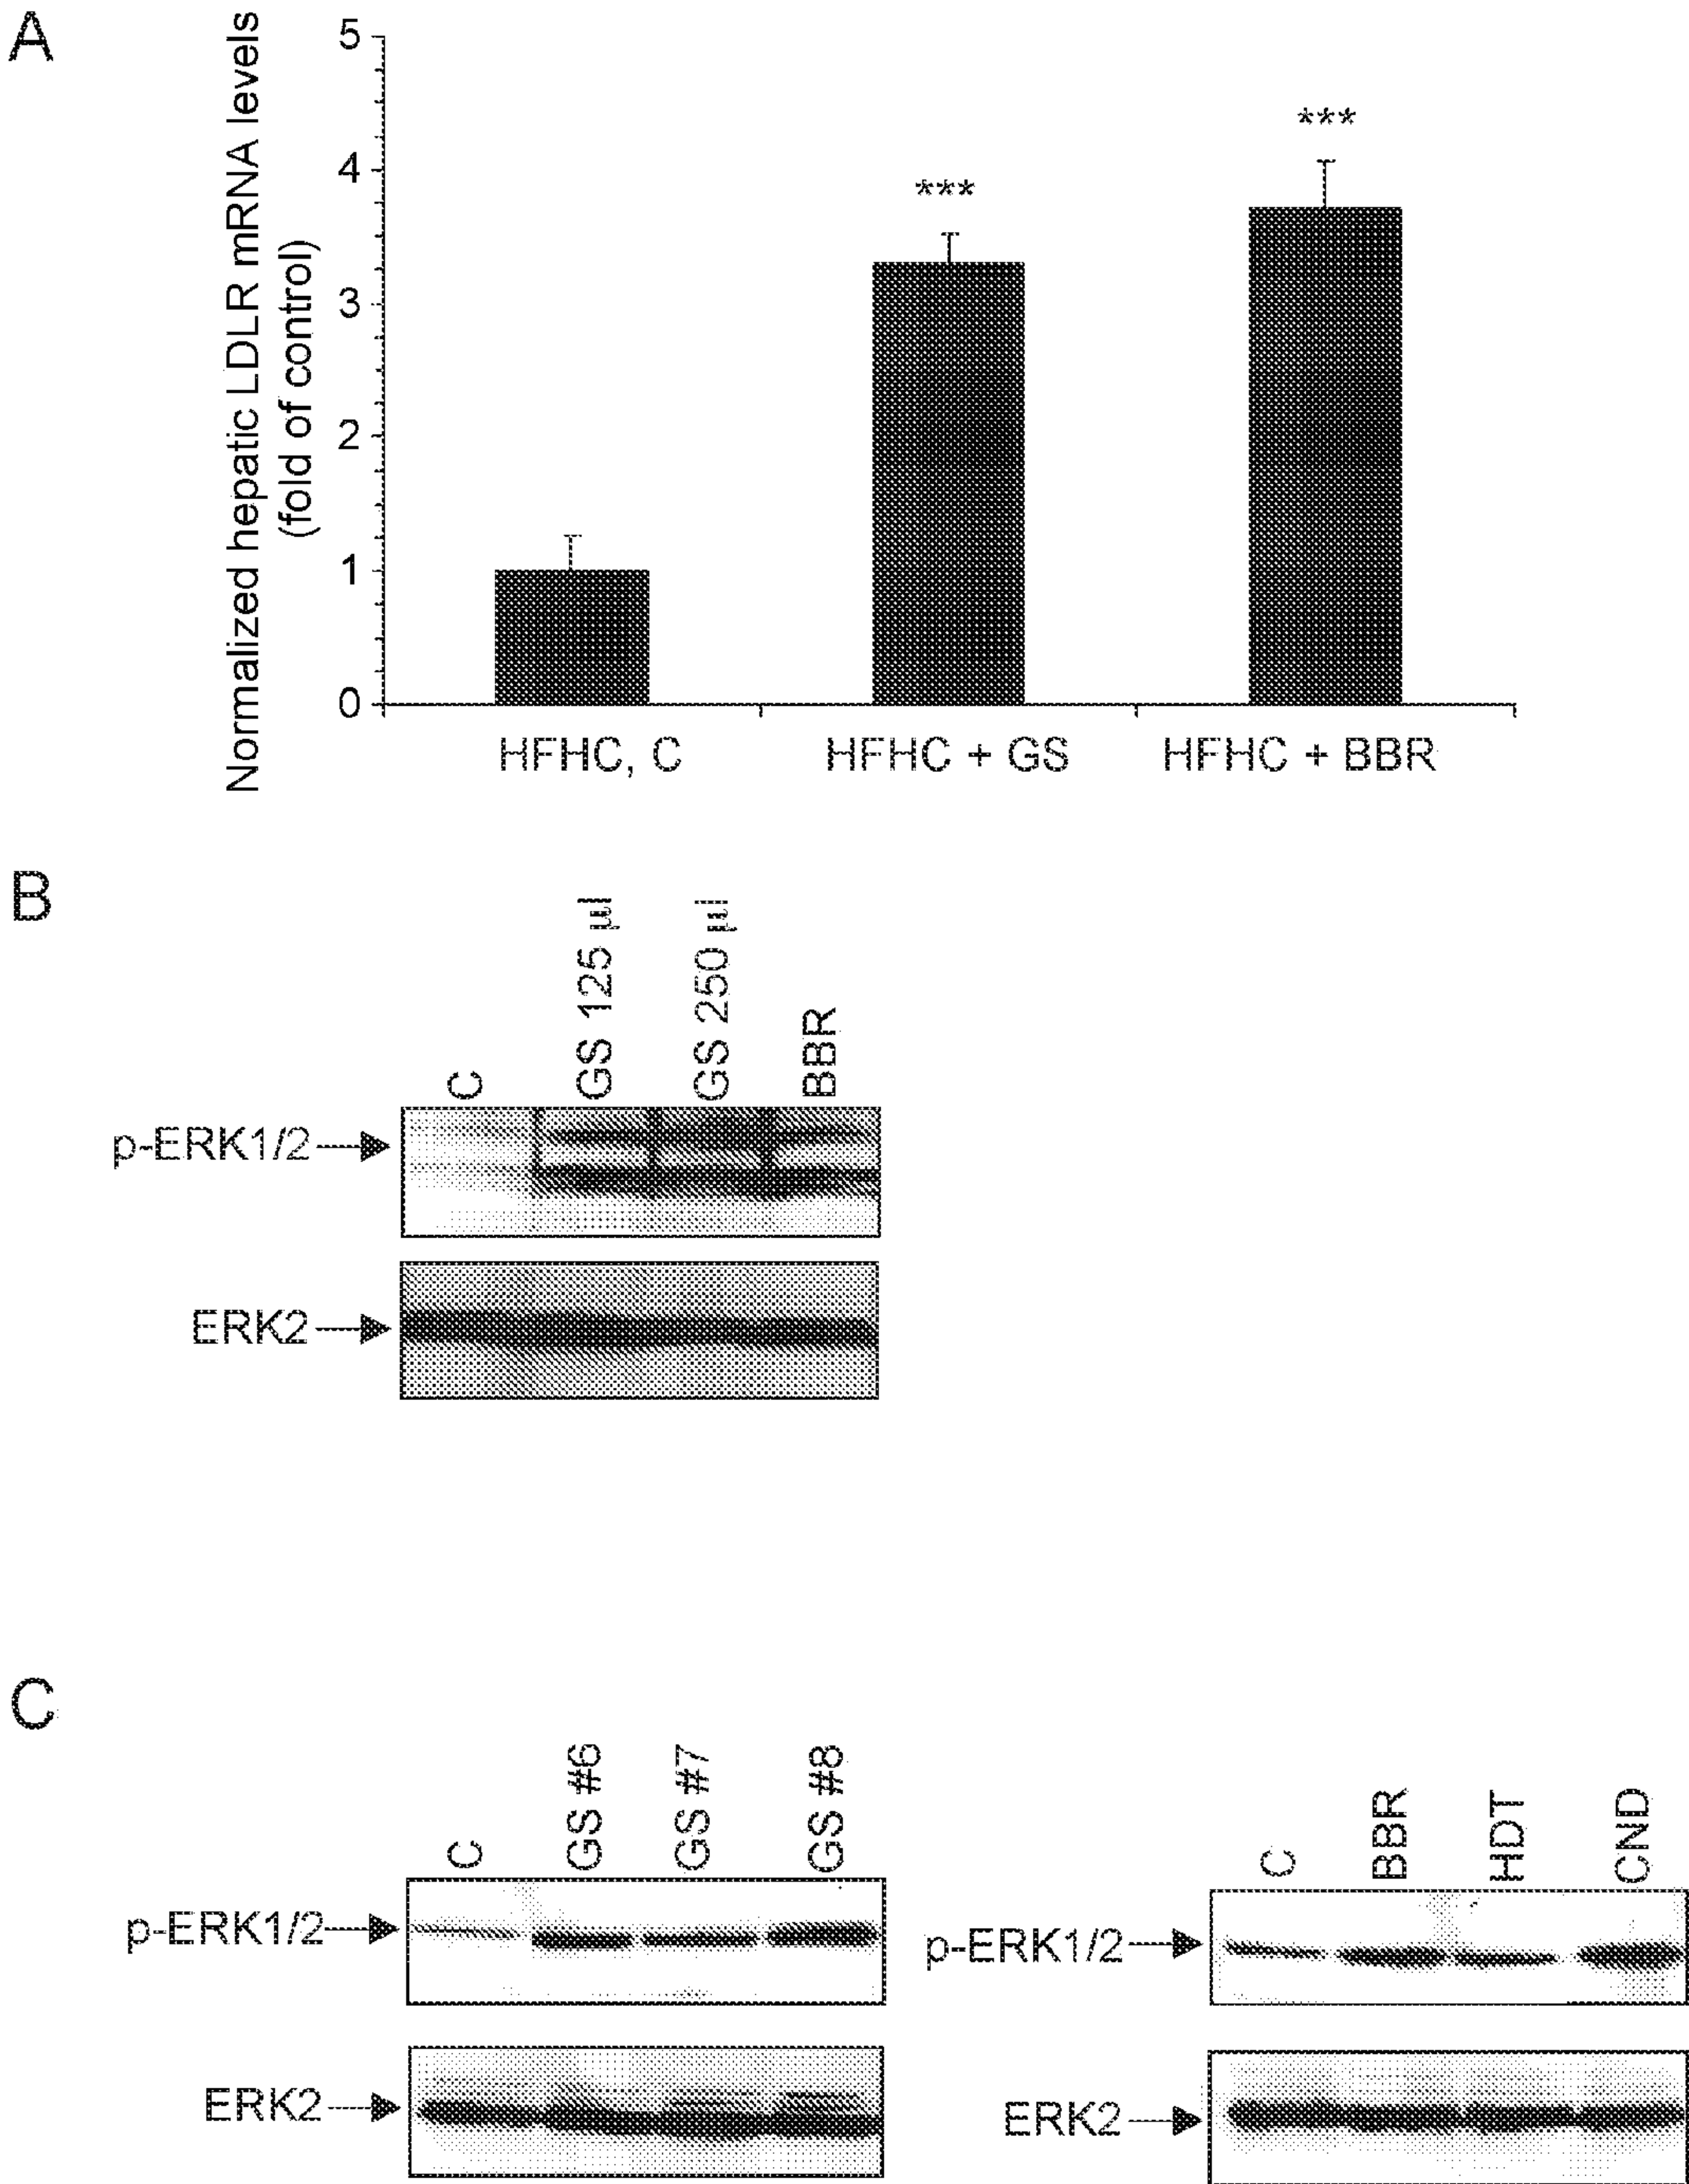 A
Normalized hepatic LDLR mRNA levels
(fold of control)
5
4
3
2
1
0
***
***
HFHC, C
HFHC + GS
HFHC + BBR
B
C
GS 125 µl
GS 250 µl
BBR
p-ERK1/2
ERK2
C
C
GS #6
GS #7
GS #8
p-ERK1/2
ERK2
C
BBR
HDT
CND
p-ERK1/2
ERK2